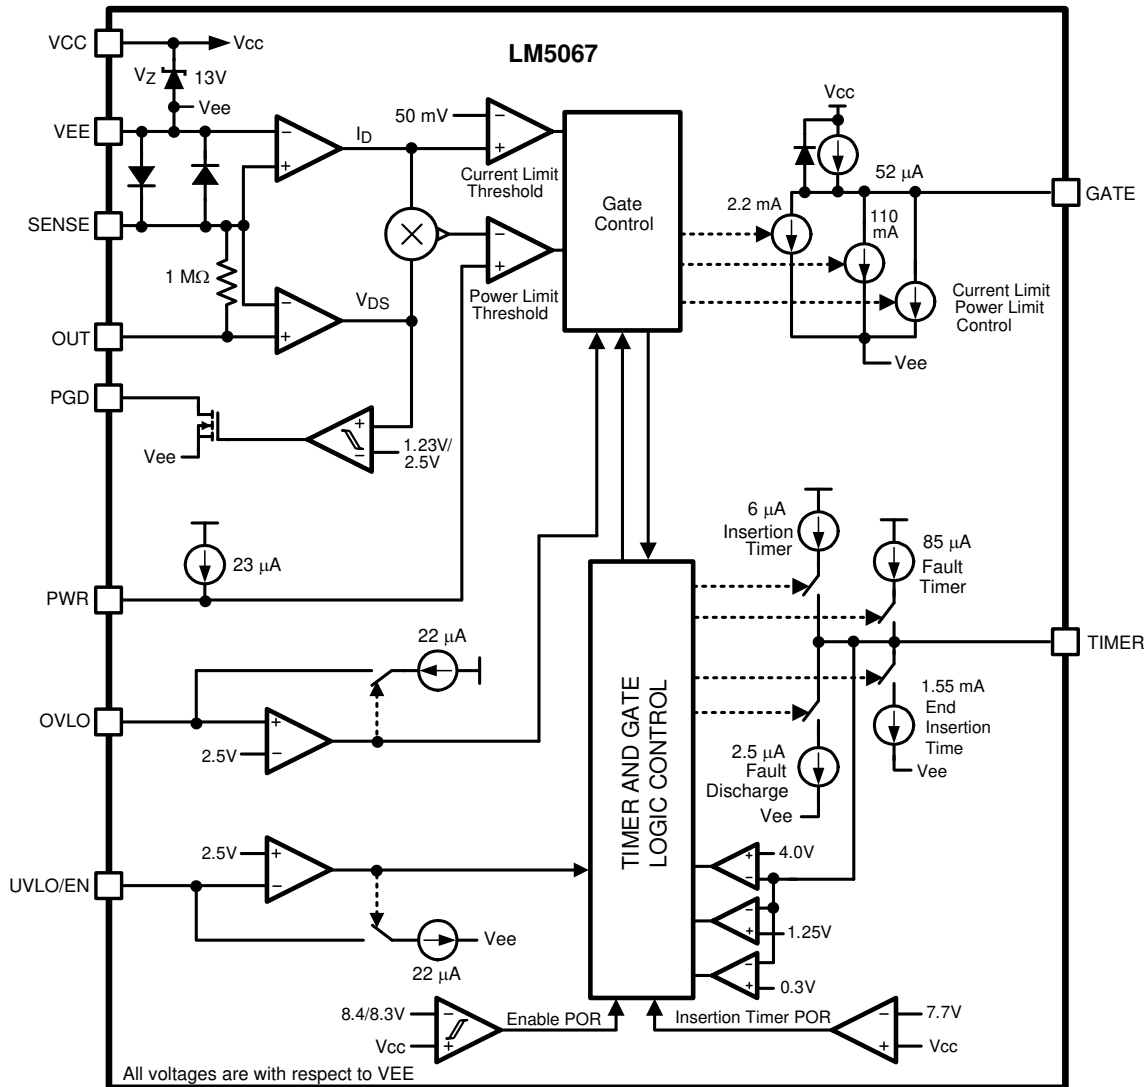 LM5067
VCC
Vcc
VZ
13V
Vee
VEE
SENSE
1 MΩ
OUT
PGD
Vee
PWR
23 μA
OVLO
2.5V
22 μA
UVLO/EN
2.5V
Vee
22 μA
ID
VDS
1.23V/
2.5V
50 mV
Current Limit
Threshold
Power Limit
Threshold
Gate
Control
Vcc
52 μA
2.2 mA
110
mA
Current Limit
Power Limit
Control
Vee
GATE
6 μA
Insertion
Timer
85 μA
Fault
Timer
TIMER
1.55 mA
End
Insertion
Time
Vee
2.5 μA
Fault
Discharge
Vee
TIMER AND GATE
LOGIC CONTROL
4.0V
1.25V
0.3V
8.4/8.3V
Vcc
Enable POR
Insertion Timer POR
7.7V
Vcc
All voltages are with respect to VEE